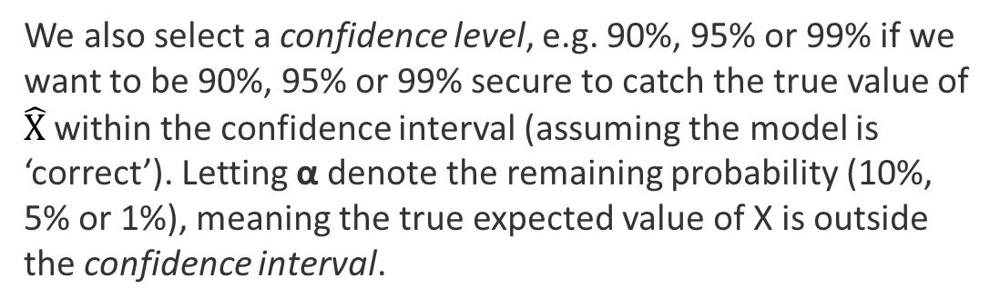 We also select a confidence level, e.g. 90%, 95% or 99% if we
want to be 90%, 95% or 99% secure to catch the true value of
X̂ within the confidence interval (assuming the model is
‘correct’). Letting α denote the remaining probability (10%,
5% or 1%), meaning the true expected value of X is outside
the confidence interval.